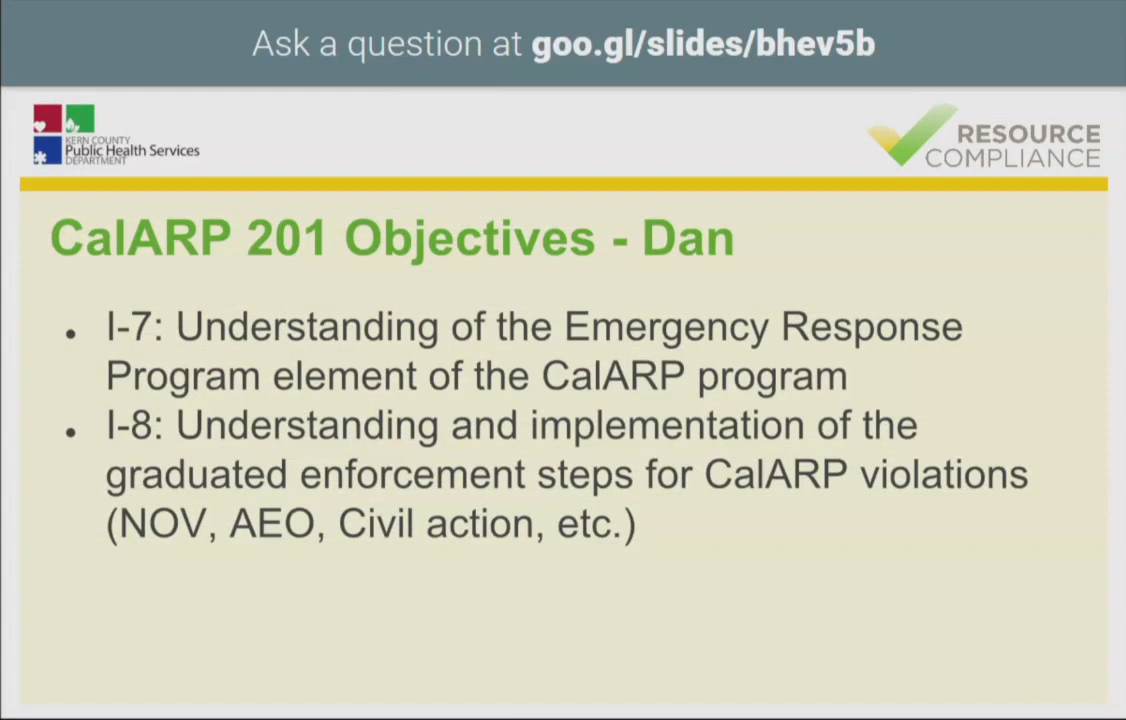 Ask a question at goo.gl/slides/bhev5b
KERN COUNTY
Public Health Services
DEPARTMENT
RESOURCE
COMPLIANCE
CalARP 201 Objectives - Dan
• I-7: Understanding of the Emergency Response
Program element of the CalARP program
• I-8: Understanding and implementation of the
graduated enforcement steps for CalARP violations
(NOV, AEO, Civil action, etc.)